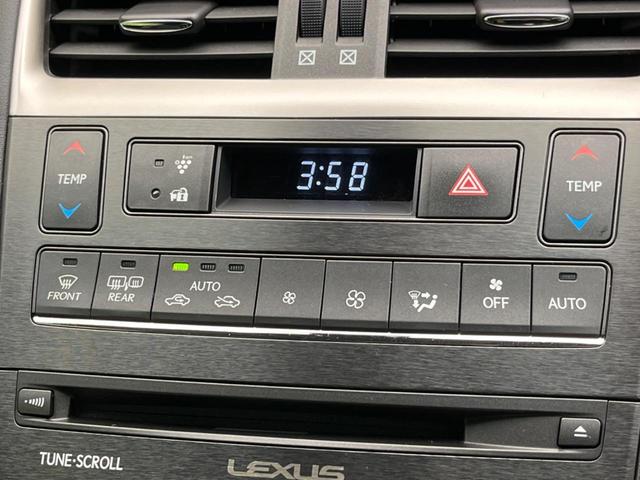 TEMP
3:58
TEMP
FRONT
REAR
AUTO
OFF
AUTO
TUNE·SCROLL
LEXUS